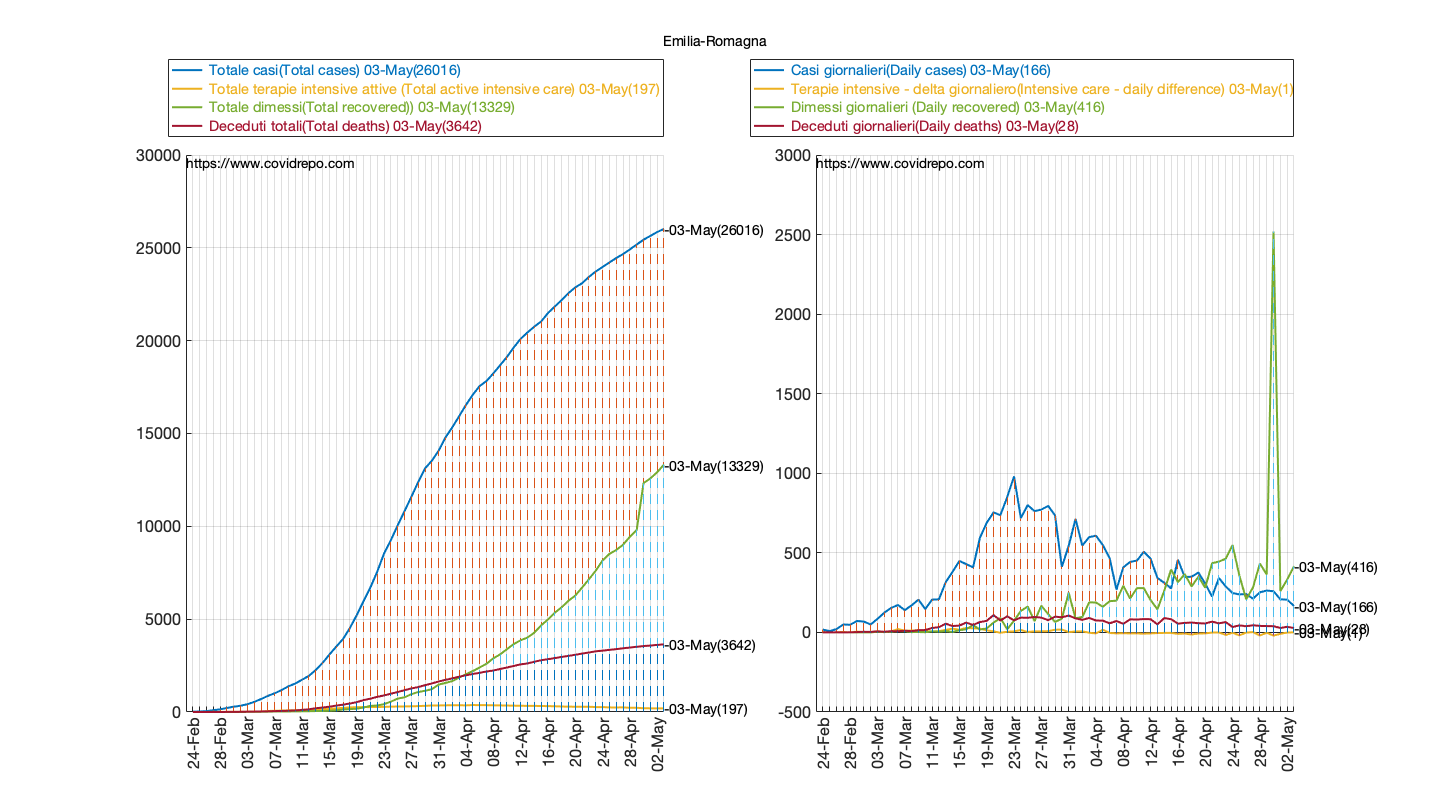 Emilia-Romagna
Totale casi(Total cases) 03-May(26016)
Totale terapie intensive attive (Total active intensive care) 03-May(197)
Totale dimessi(Total recovered)) 03-May(13329)
Deceduti totali(Total deaths) 03-May(3642)
https://www.covidrepo.com
30000
25000
20000
15000
10000
5000
0
-03-May(26016)
-03-May(13329)
-03-May(3642)
-03-May(197)
24-Feb
28-Feb
03-Mar
07-Mar
11-Mar
15-Mar
19-Mar
23-Mar
27-Mar
31-Mar
04-Apr
08-Apr
12-Apr
16-Apr
20-Apr
24-Apr
28-Apr
02-May
Casi giornalieri(Daily cases) 03-May(166)
Terapie intensive - delta giornaliero(Intensive care - daily difference) 03-May(1)
Dimessi giornalieri (Daily recovered) 03-May(416)
Deceduti giornalieri(Daily deaths) 03-May(28)
https://www.covidrepo.com
3000
2500
2000
1500
1000
500
0
-500
-03-May(416)
-03-May(166)
-03-May(28)
-03-May(1)
24-Feb
28-Feb
03-Mar
07-Mar
11-Mar
15-Mar
19-Mar
23-Mar
27-Mar
31-Mar
04-Apr
08-Apr
12-Apr
16-Apr
20-Apr
24-Apr
28-Apr
02-May